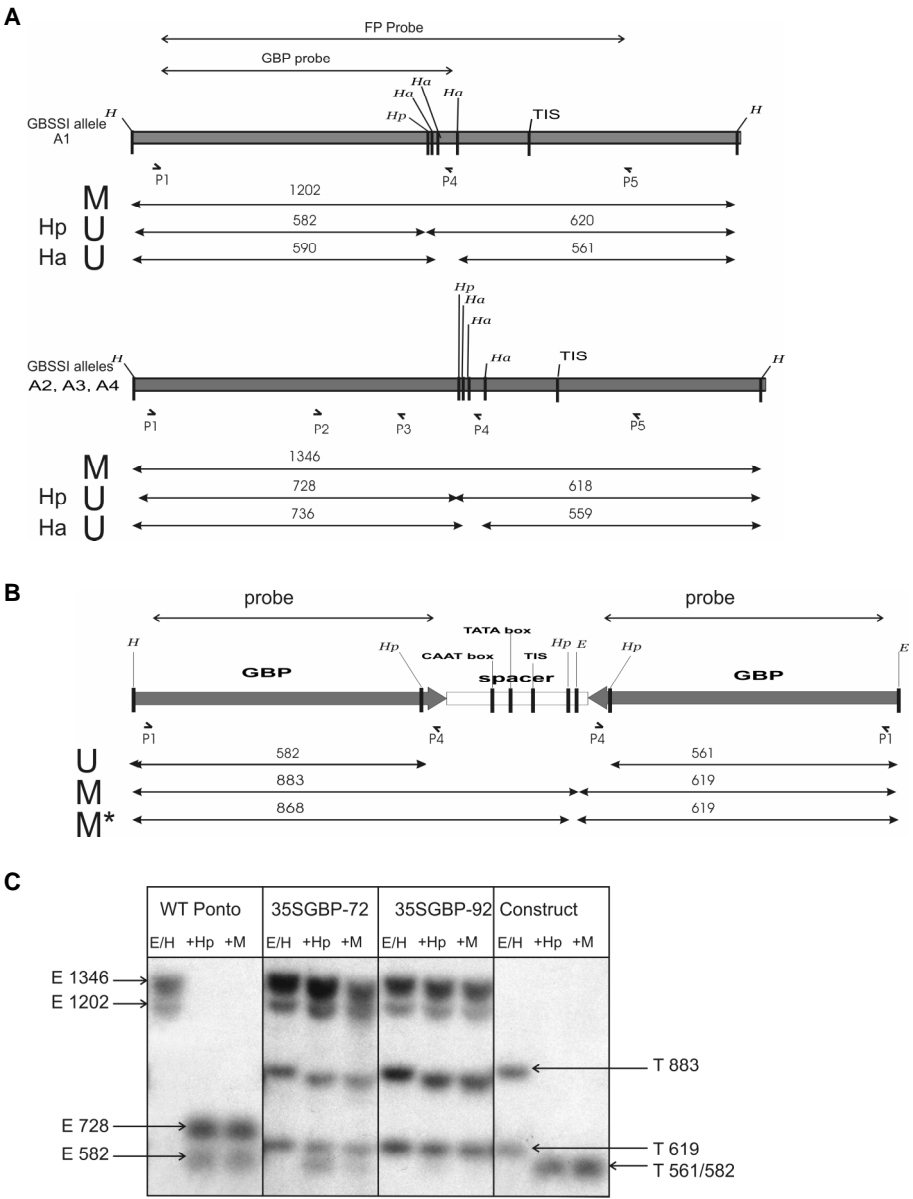 A
FP Probe
GBP probe
Ha
Ha
Ha
Hp
H
TIS
H
GBSSI allele
A1
P1
P4
P5
M
1202
Hp U
582
620
Ha U
590
561
Hp
Ha
Ha
Ha
TIS
H
H
GBSSI alleles
A2, A3, A4
P1
P2
P3
P4
P5
M
1346
Hp U
728
618
Ha U
736
559
B
probe
probe
TATA box
H
Hp
CAAT box
TIS
Hp
E
Hp
E
GBP
spacer
GBP
P1
P4
P4
P1
U
582
561
M
883
619
M*
868
619
C
WT Ponto
35SGBP-72
35SGBP-92
Construct
E/H +Hp +M
E/H +Hp +M
E/H +Hp +M
E/H +Hp +M
E 1346
E 1202
T 883
E 728
T 619
E 582
T 561/582